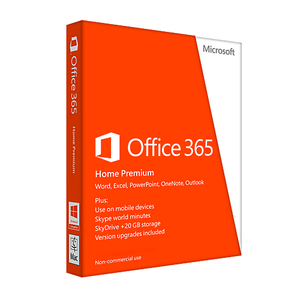 Microsoft
Office 365
Home Premium
Word, Excel, PowerPoint, OneNote, Outlook
Plus:
Use on mobile devices
Skype world minutes
SkyDrive +20 GB storage
Version upgrades included
Non-commercial use
Office 365
Home Premium
Mac